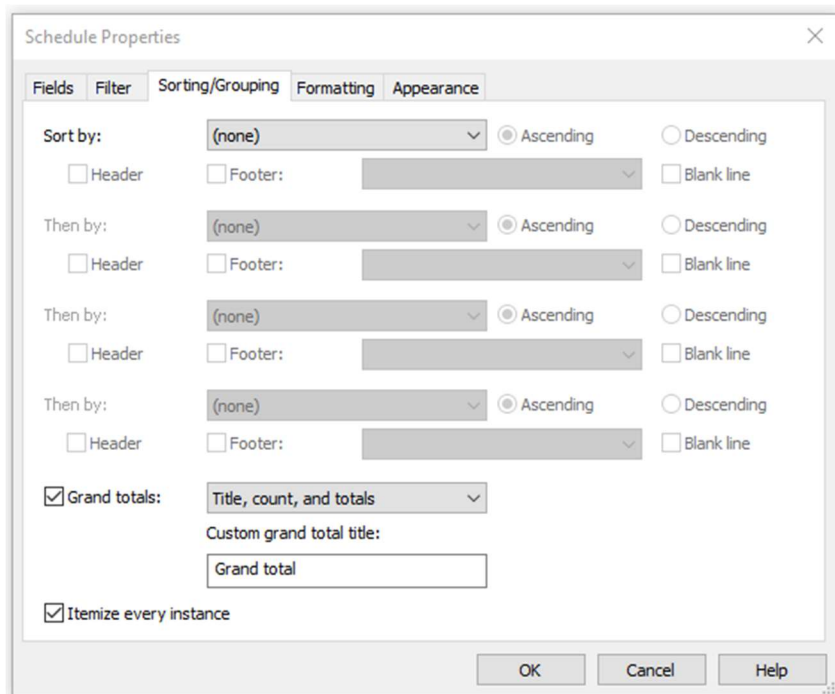 Schedule Properties
Fields Filter Sorting/Grouping Formatting Appearance
Sort by: (none) Ascending Descending
Header Footer: Blank line
Then by: (none) Ascending Descending
Header Footer: Blank line
Then by: (none) Ascending Descending
Header Footer: Blank line
Then by: (none) Ascending Descending
Header Footer: Blank line
Grand totals: Title, count, and totals
Custom grand total title:
Grand total
Itemize every instance
OK Cancel Help